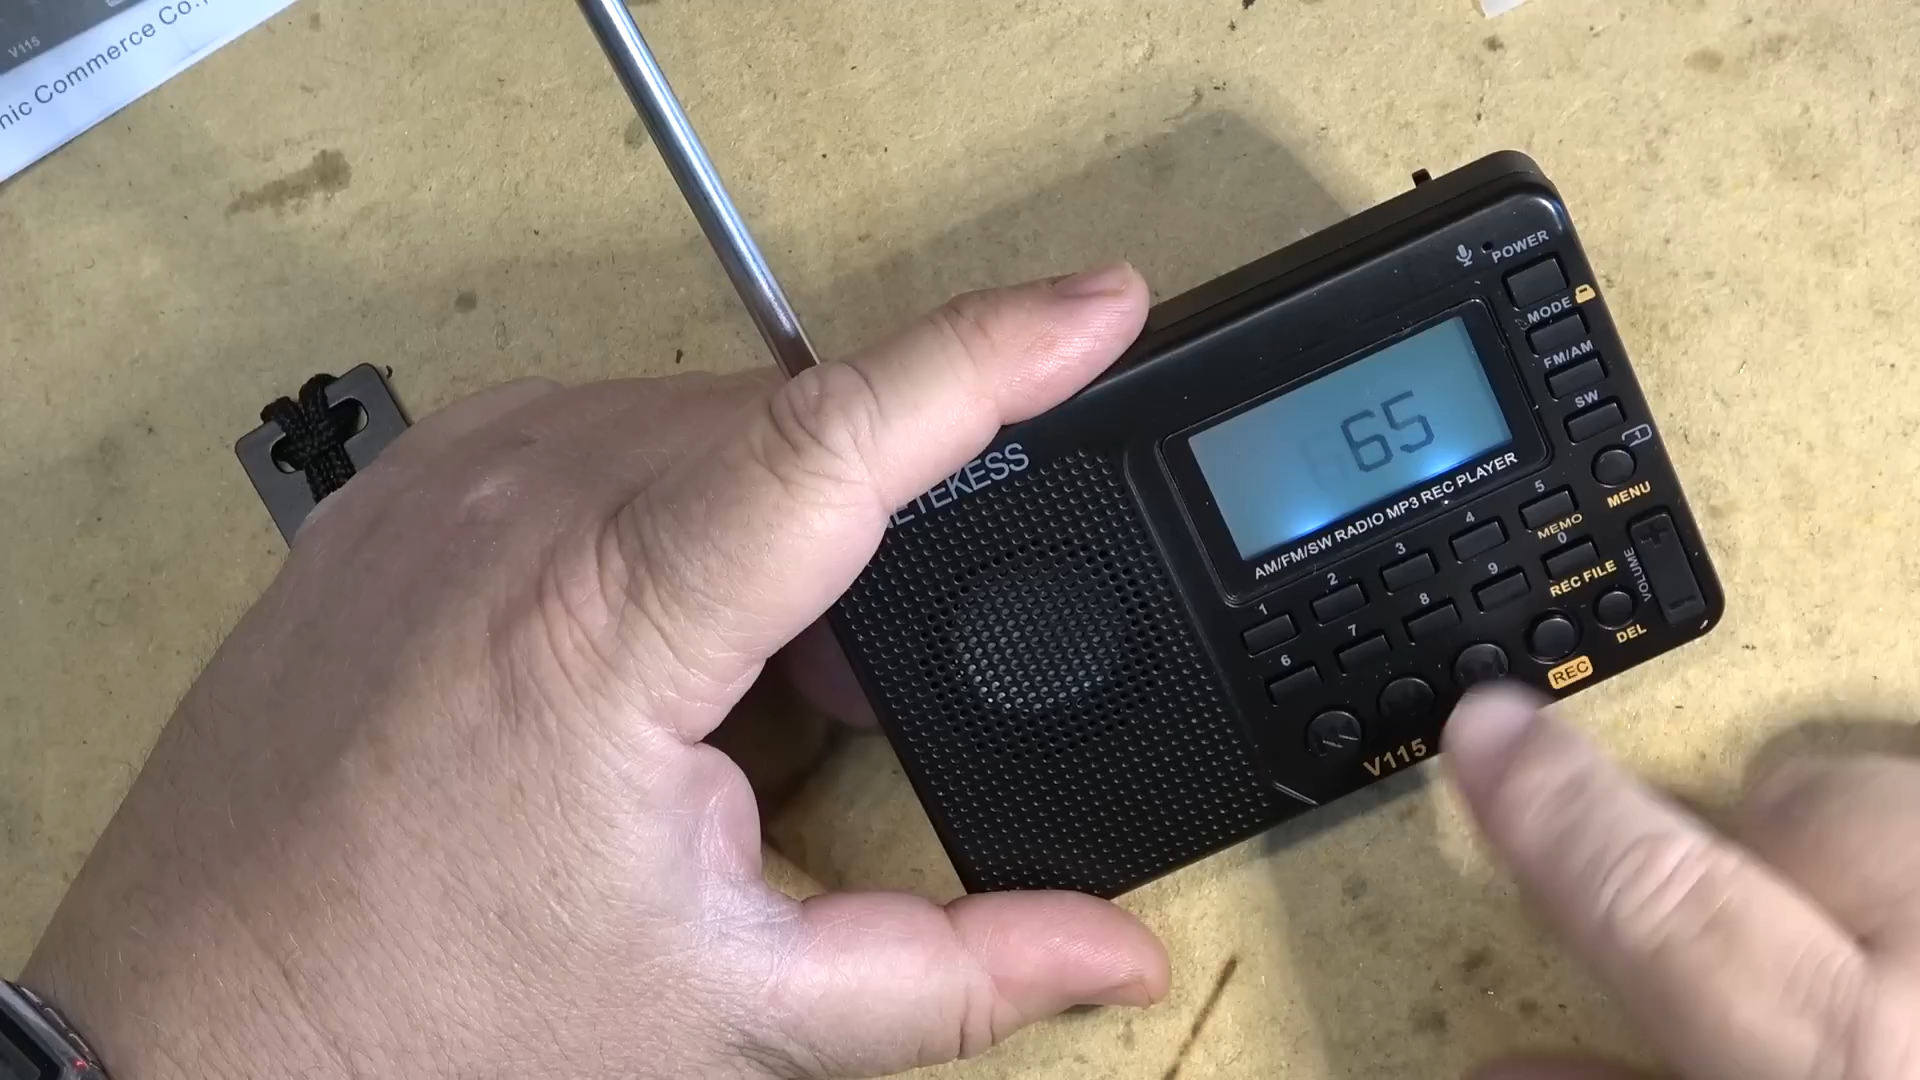 V115
nic Commerce Co.,
ETEKESS
65
AM/FM/SW RADIO MP3 REC PLAYER
POWER
MODE
FM/AM
SW
1
MENU
1
2
3
4
5
MEMO
6
7
8
9
0
REC FILE
VOLUME
+
-
DEL
REC
V115